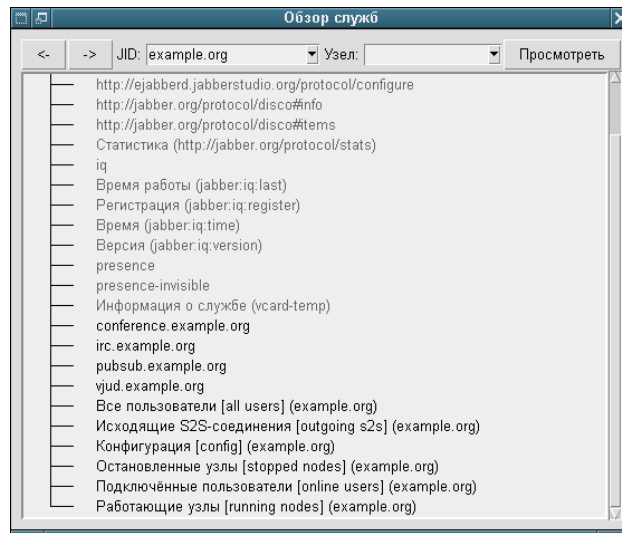 Обзор служб
<- -> JID: example.org Узел: Просмотреть
http://ejabberd.jabberstudio.org/protocol/configure
http://jabber.org/protocol/disco#info
http://jabber.org/protocol/disco#items
Статистика (http://jabber.org/protocol/stats)
iq
Время работы (jabber:iq:last)
Регистрация (jabber:iq:register)
Время (jabber:iq:time)
Версия (jabber:iq:version)
presence
presence-invisible
Информация о службе (vcard-temp)
conference.example.org
irc.example.org
pubsub.example.org
vjud.example.org
Все пользователи [all users] (example.org)
Исходящие S2S-соединения [outgoing s2s] (example.org)
Конфигурация [config] (example.org)
Остановленные узлы [stopped nodes] (example.org)
Подключённые пользователи [online users] (example.org)
Работающие узлы [running nodes] (example.org)